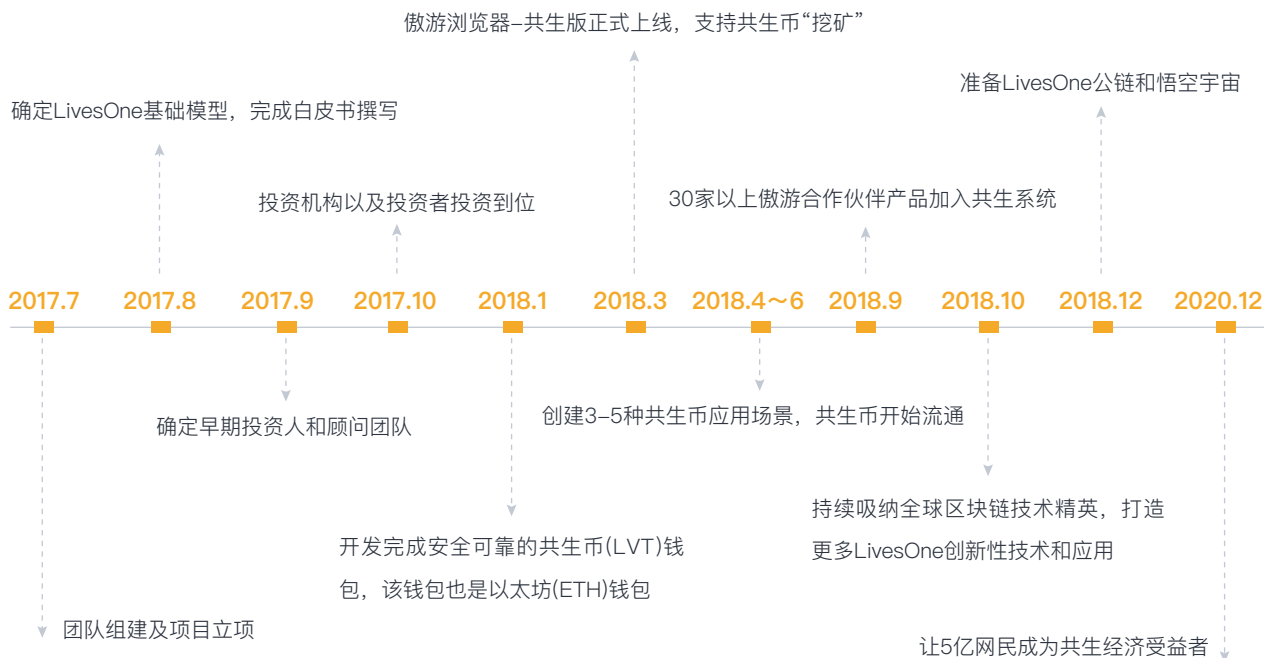 傲游浏览器-共生版正式上线，支持共生币“挖矿”
准备LivesOne公链和悟空宇宙
确定LivesOne基础模型，完成白皮书撰写
投资机构以及投资者投资到位
30家以上傲游合作伙伴产品加入共生系统
2017.7 2017.8 2017.9 2017.10 2018.1 2018.3 2018.4～6 2018.9 2018.10 2018.12 2020.12
确定早期投资人和顾问团队
创建3-5种共生币应用场景，共生币开始流通
持续吸纳全球区块链技术精英，打造
更多LivesOne创新性技术和应用
开发完成安全可靠的共生币(LVT)钱
包，该钱包也是以太坊(ETH)钱包
团队组建及项目立项
让5亿网民成为共生经济受益者